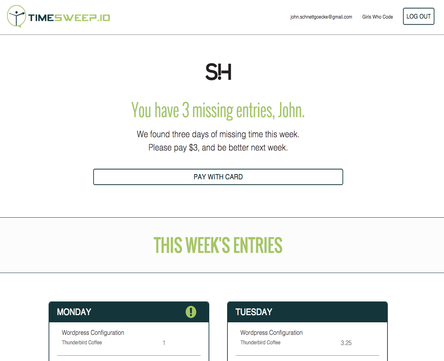 TIMESWEEP.IO
john.schnettgoecke@gmail.com
Girls Who Code
LOG OUT
SH
You have 3 missing entries, John.
We found three days of missing time this week.
Please pay $3, and be better next week.
PAY WITH CARD
THIS WEEK'S ENTRIES
MONDAY
!
Wordpress Configuration
Thunderbird Coffee
1
TUESDAY
Wordpress Configuration
Thunderbird Coffee
3.25